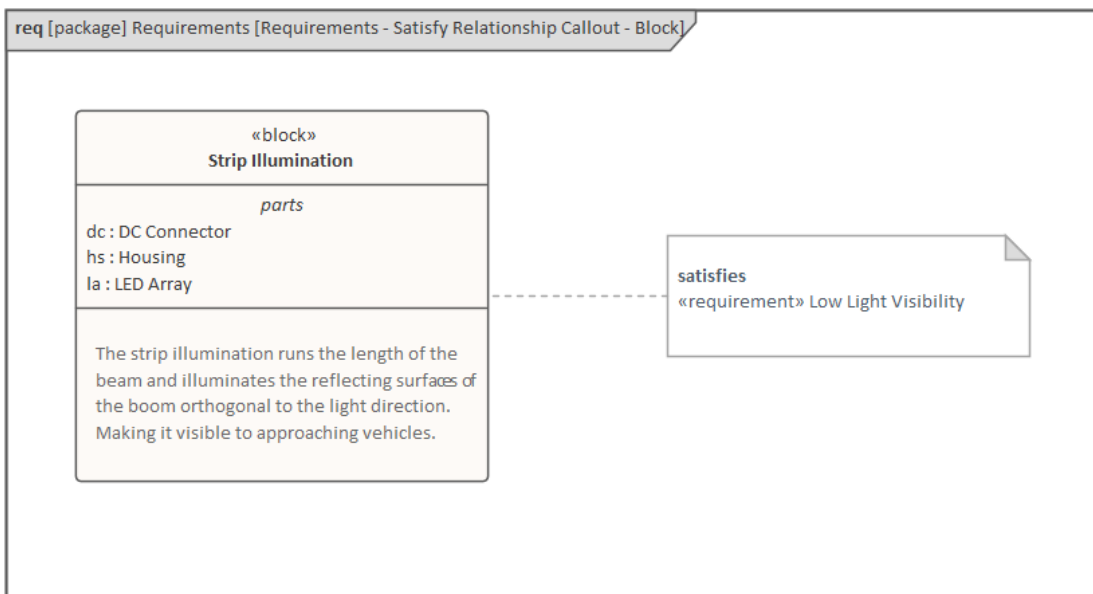 req [package] Requirements [Requirements - Satisfy Relationship Callout - Block]
«block»
Strip Illumination
parts
dc : DC Connector
hs : Housing
la : LED Array
satisfies
«requirement» Low Light Visibility
The strip illumination runs the length of the
beam and illuminates the reflecting surfaces of
the boom orthogonal to the light direction.
Making it visible to approaching vehicles.